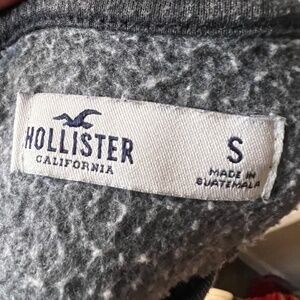 HOLLISTER
CALIFORNIA
S
MADE IN
GUATEMALA